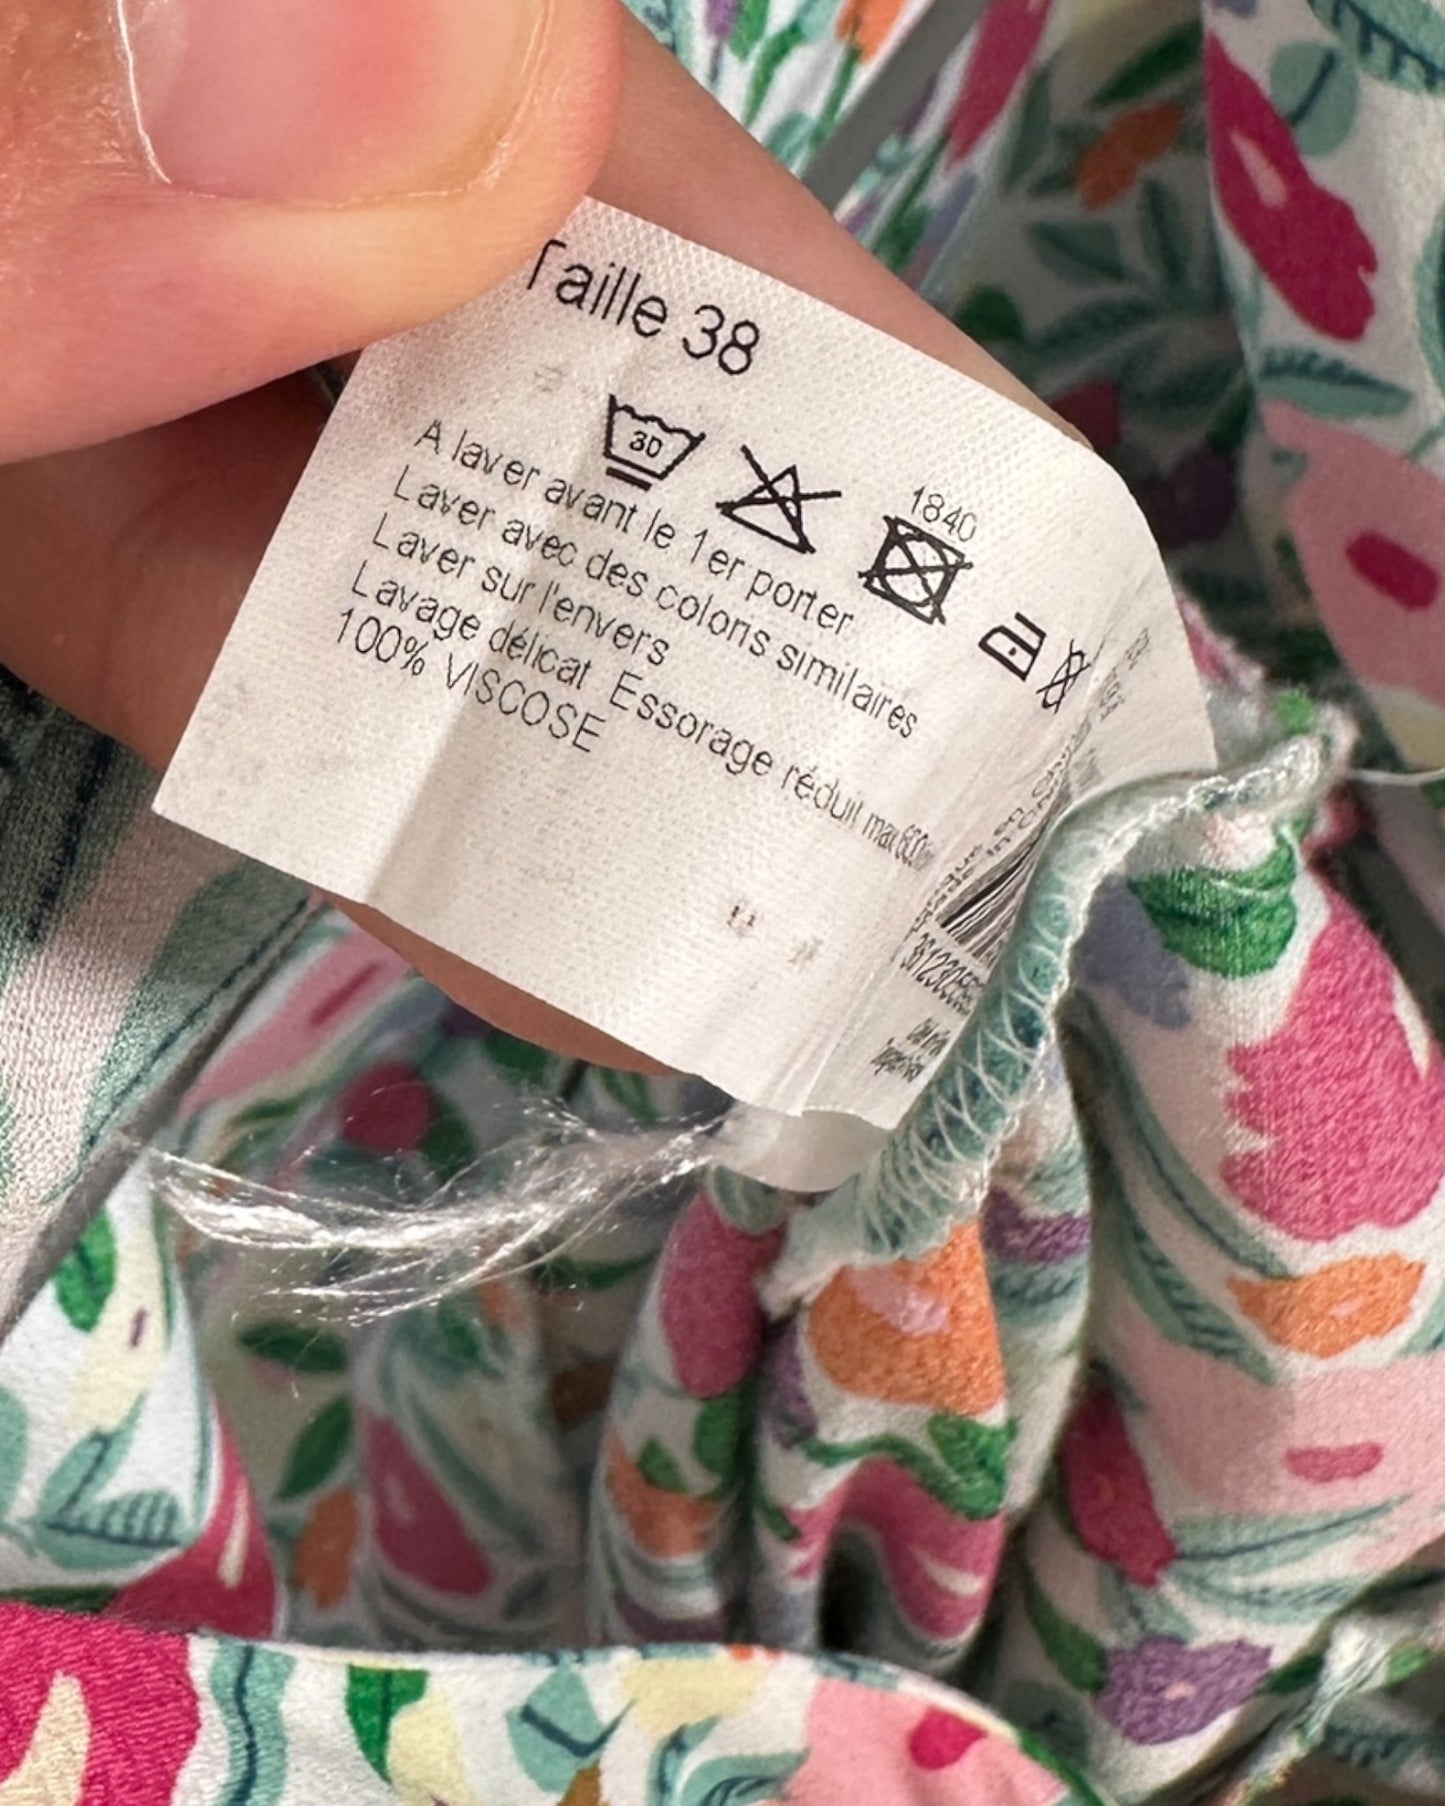 Taille 38
30
1840
A laver avant le 1er porter
Laver avec des coloris similaires
Laver sur l'envers
Lavage délicat Essorage réduit max
100% VISCOSE